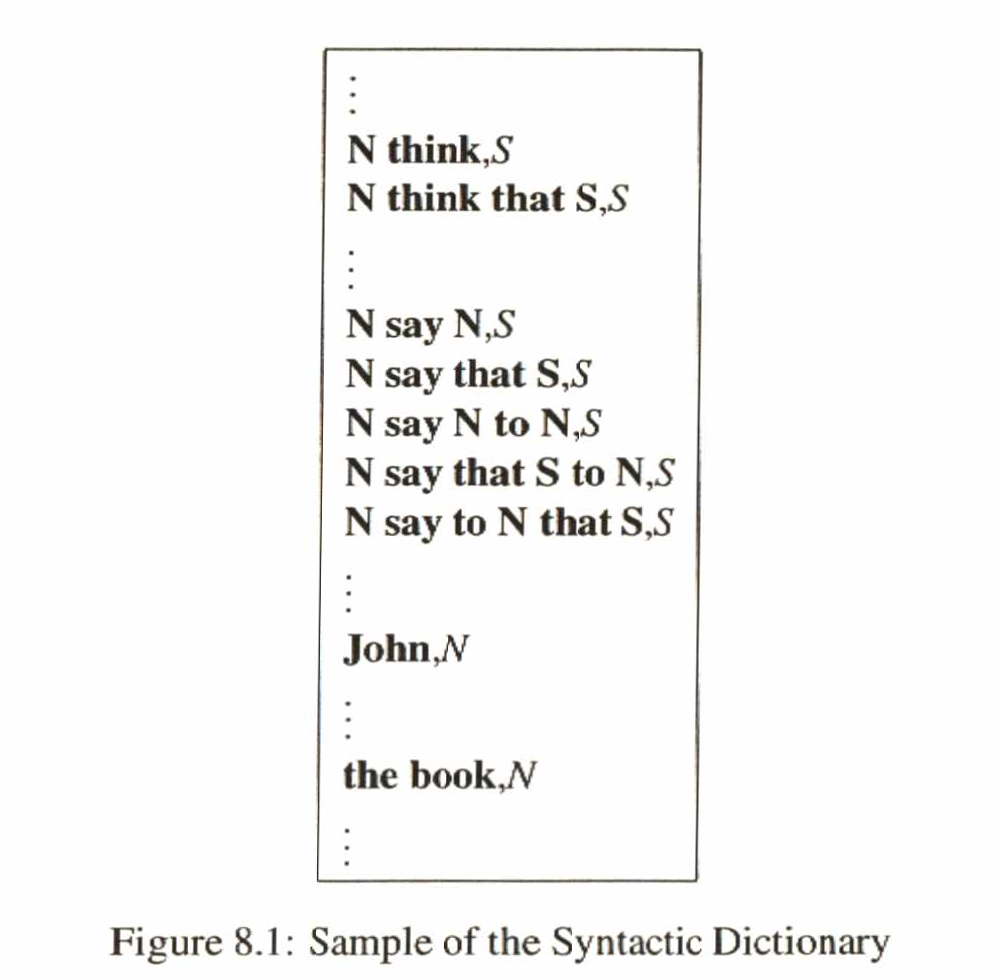 ⋮
N think,S
N think that S,S
⋮
N say N,S
N say that S,S
N say N to N,S
N say that S to N,S
N say to N that S,S
⋮
John,N
⋮
the book,N
⋮
Figure 8.1: Sample of the Syntactic Dictionary